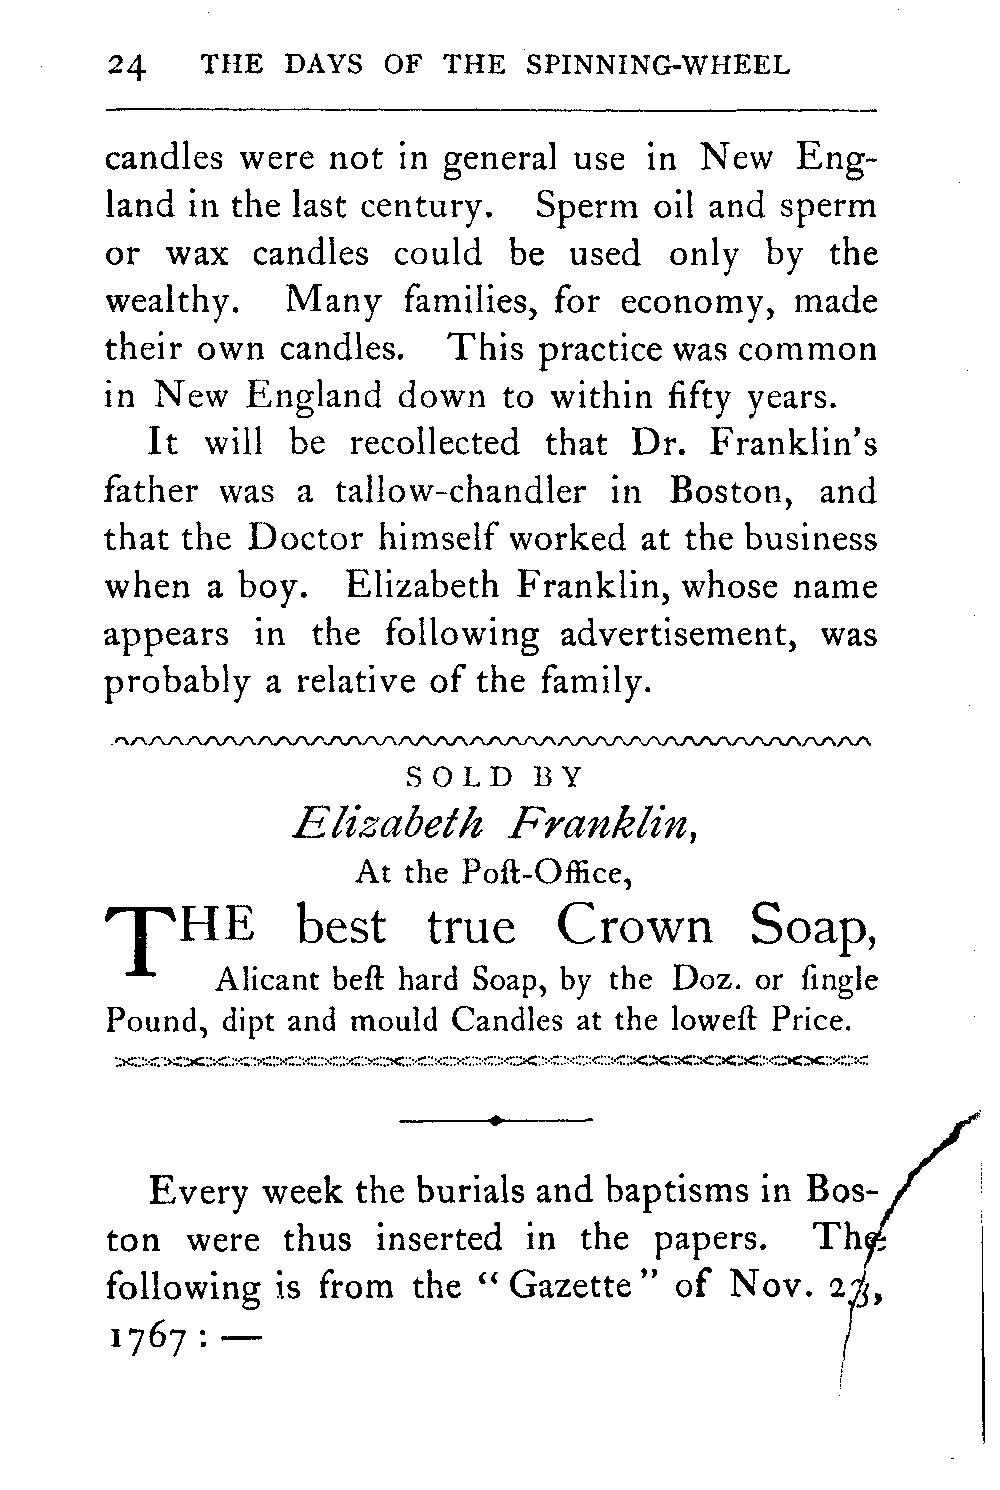 24 THE DAYS OF THE SPINNING-WHEEL
candles were not in general use in New Eng-
land in the last century. Sperm oil and sperm
or wax candles could be used only by the
wealthy. Many families, for economy, made
their own candles. This practice was common
in New England down to within fifty years.
It will be recollected that Dr. Franklin's
father was a tallow-chandler in Boston, and
that the Doctor himself worked at the business
when a boy. Elizabeth Franklin, whose name
appears in the following advertisement, was
probably a relative of the family.
SOLD BY
Elizabeth Franklin,
At the Poſt-Office,
THE best true Crown Soap,
Alicant beſt hard Soap, by the Doz. or ſingle
Pound, dipt and mould Candles at the loweſt Price.
Every week the burials and baptisms in Bos-
ton were thus inserted in the papers. The
following is from the "Gazette" of Nov.
1767: —